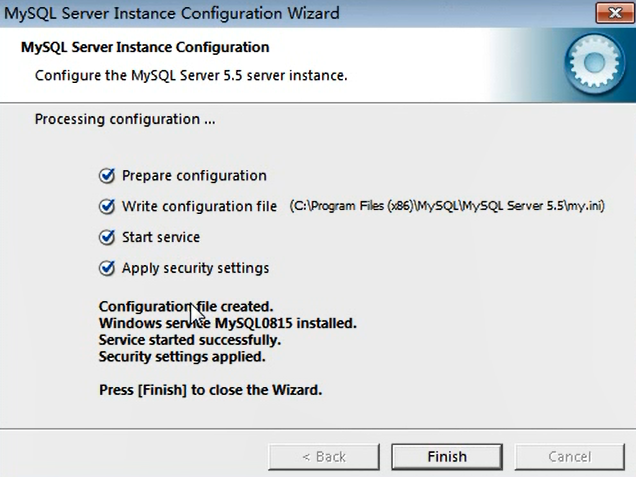 MySQL Server Instance Configuration Wizard
MySQL Server Instance Configuration
Configure the MySQL Server 5.5 server instance.
Processing configuration ...
Prepare configuration
Write configuration file (C:\Program Files (x86)\MySQL\MySQL Server 5.5\my.ini)
Start service
Apply security settings
Configuration file created.
Windows service MySQL0815 installed.
Service started successfully.
Security settings applied.
Press [Finish] to close the Wizard.
< Back Finish Cancel